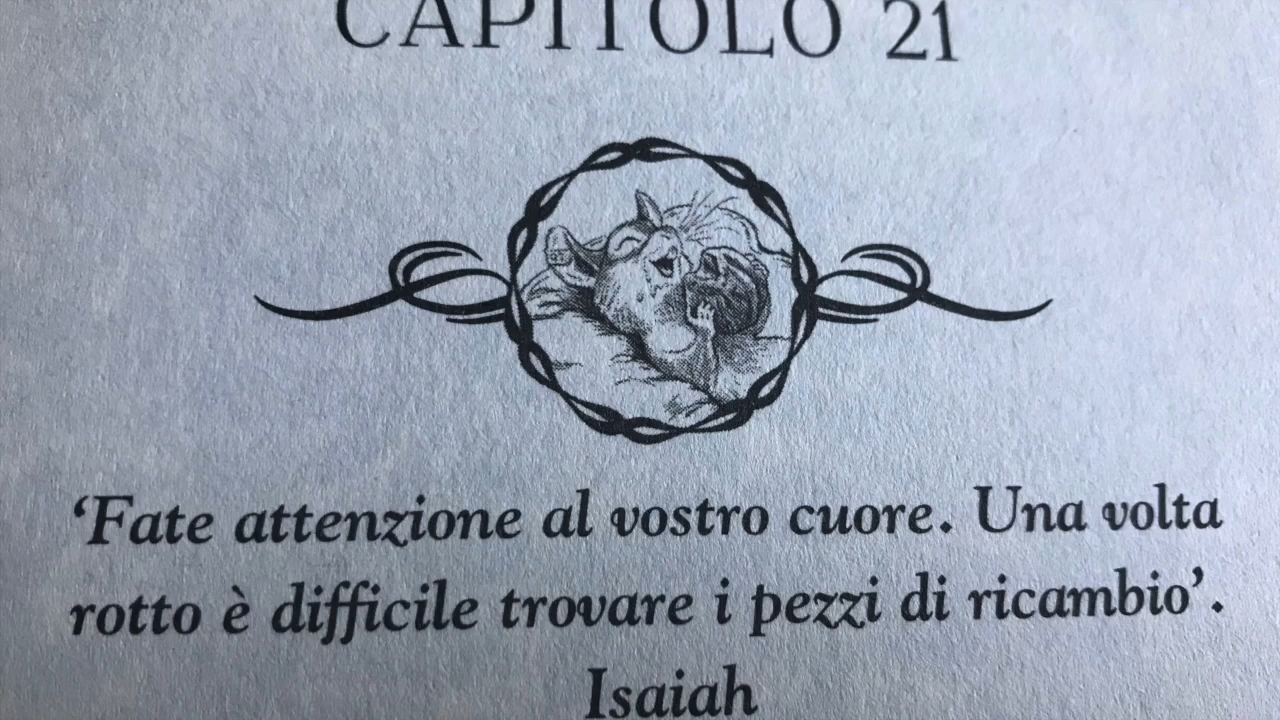 CAPITOLO 21
‘Fate attenzione al vostro cuore. Una volta
rotto è difficile trovare i pezzi di ricambio’.
Isaiah